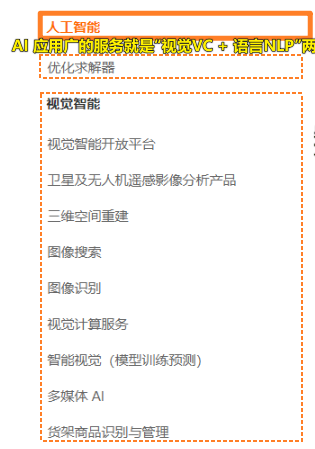 人工智能
AI 应用广的服务就是“视觉VC + 语言NLP”两
优化求解器
视觉智能
视觉智能开放平台
卫星及无人机遥感影像分析产品
三维空间重建
图像搜索
图像识别
视觉计算服务
智能视觉（模型训练预测）
多媒体 AI
货架商品识别与管理